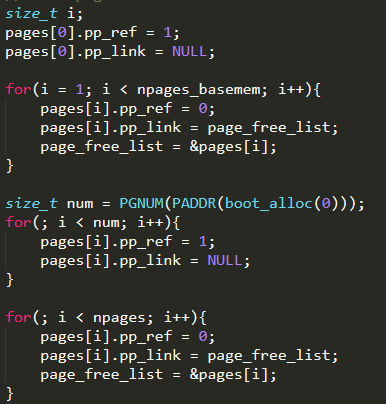 size_t i;
pages[0].pp_ref = 1;
pages[0].pp_link = NULL;

for(i = 1; i < npages_basemem; i++){
    pages[i].pp_ref = 0;
    pages[i].pp_link = page_free_list;
    page_free_list = &pages[i];
}

size_t num = PGNUM(PADDR(boot_alloc(0)));
for(; i < num; i++){
    pages[i].pp_ref = 1;
    pages[i].pp_link = NULL;
}

for(; i < npages; i++){
    pages[i].pp_ref = 0;
    pages[i].pp_link = page_free_list;
    page_free_list = &pages[i];
}